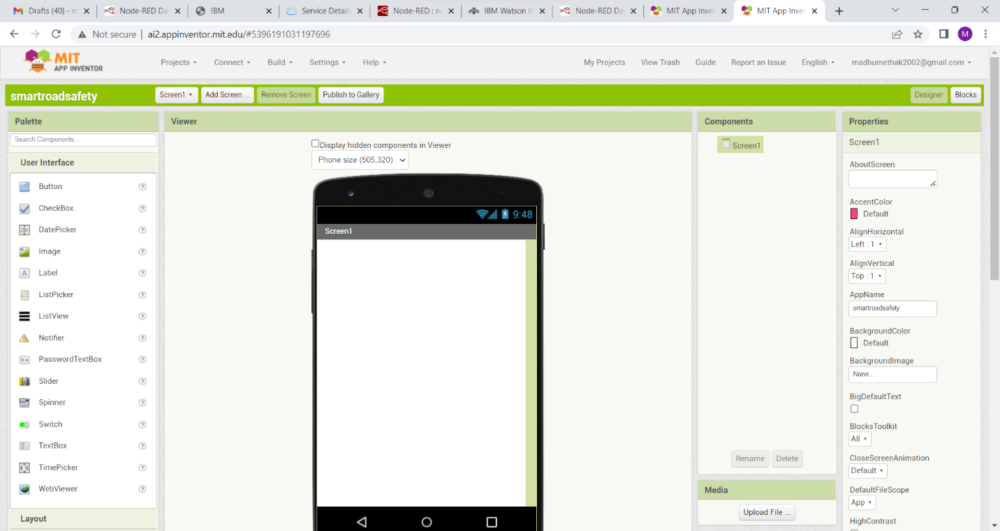 Drafts (40) - m
Node-RED Da
IBM
Service Details
Node-RED : no
IBM Watson Io
Node-RED Da
MIT App Inver
MIT App Inver
Not secure
ai2.appinventor.mit.edu/#5396191031197696
M
MIT
APP INVENTOR
Projects
Connect
Build
Settings
Help
My Projects
View Trash
Guide
Report an Issue
English
madhumethak2002@gmail.com
smartroadsafety
Screen1
Add Screen ...
Remove Screen
Publish to Gallery
Designer
Blocks
Palette
Search Components...
User Interface
Button
CheckBox
DatePicker
Image
Label
ListPicker
ListView
Notifier
PasswordTextBox
Slider
Spinner
Switch
TextBox
TimePicker
WebViewer
Layout
Viewer
Display hidden components in Viewer
Phone size (505,320)
9:48
Screen1
Components
Screen1
Rename
Delete
Media
Upload File ...
Properties
Screen1
AboutScreen
AccentColor
Default
AlignHorizontal
Left : 1
AlignVertical
Top : 1
AppName
smartroadsafety
BackgroundColor
Default
BackgroundImage
None...
BigDefaultText
BlocksToolkit
All
CloseScreenAnimation
Default
DefaultFileScope
App
HighContrast